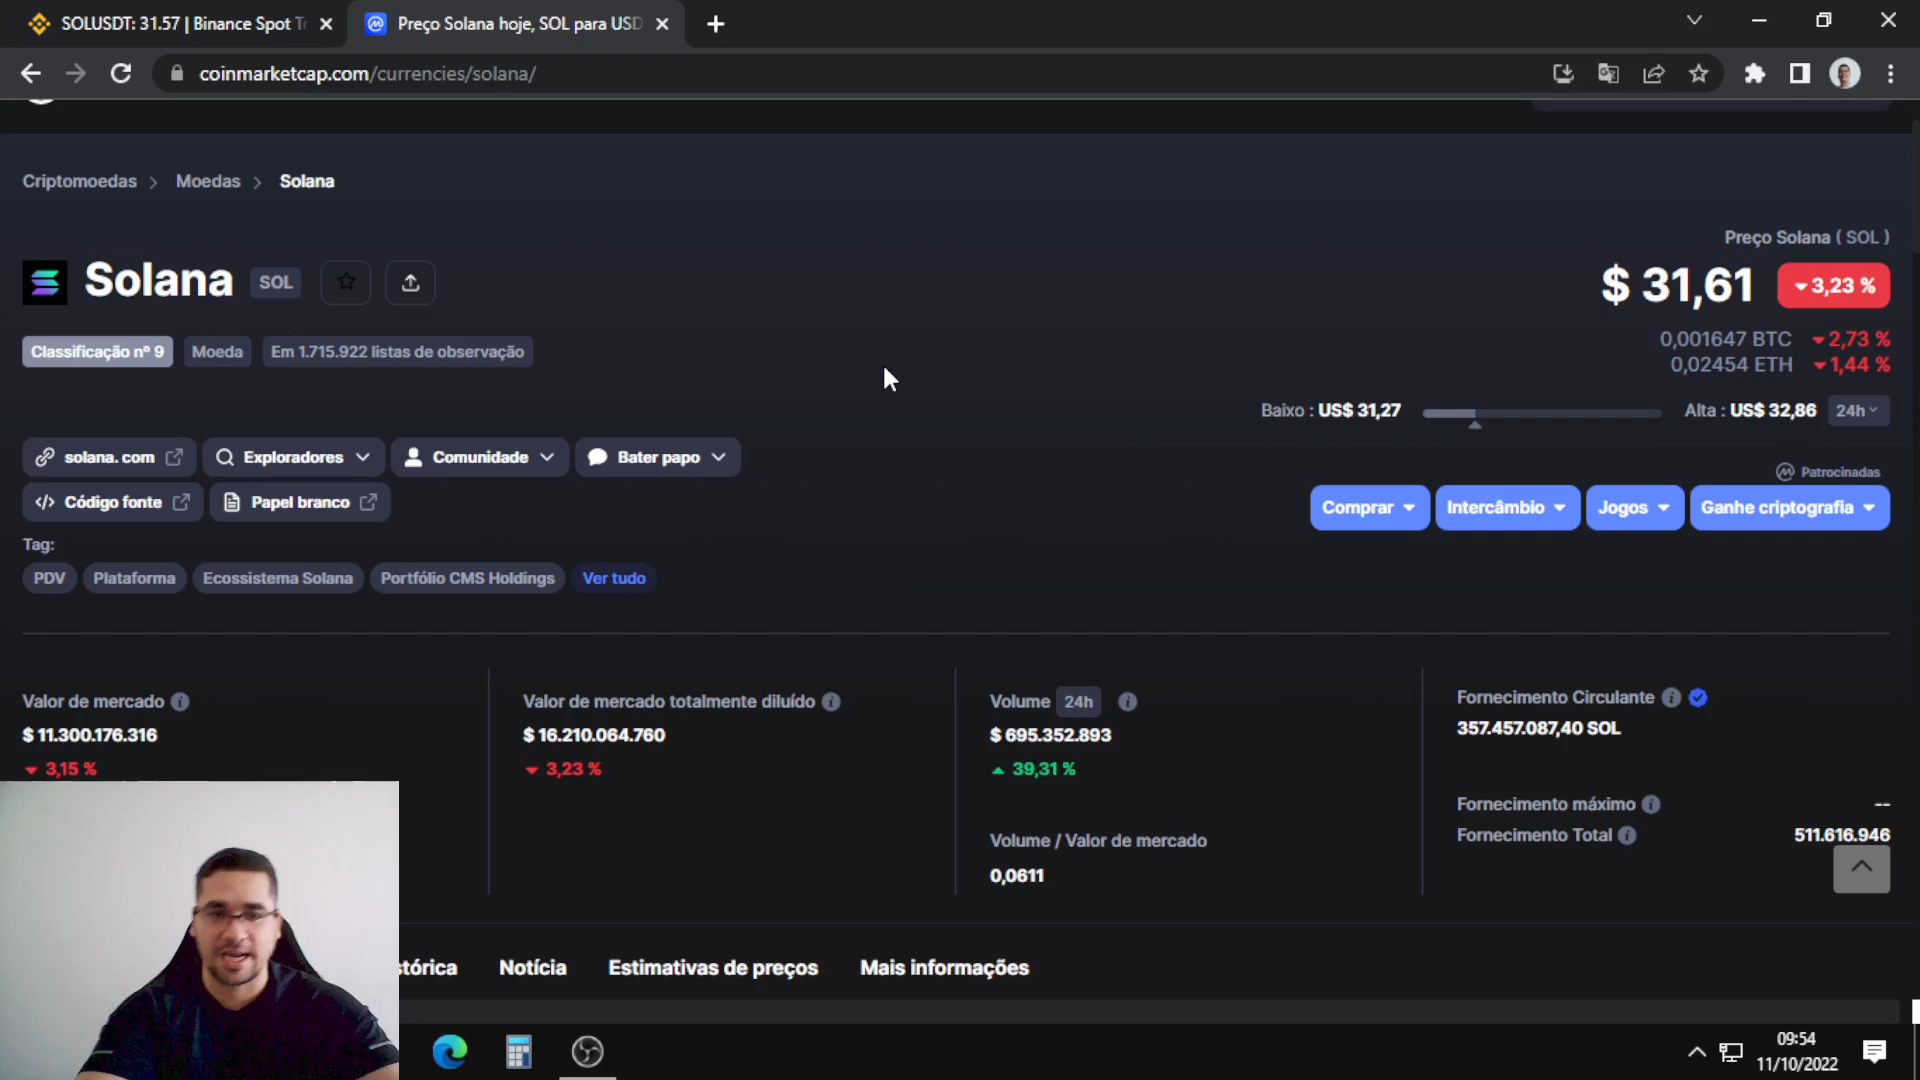 SOLUSDT: 31.57 | Binance Spot Tr
Preço Solana hoje, SOL para USD
coinmarketcap.com/currencies/solana/
Criptomoedas > Moedas > Solana
Preço Solana ( SOL )
Solana SOL
$ 31,61 3,23 %
0,001647 BTC 2,73 %
Classificação nº 9 Moeda Em 1.715.922 listas de observação
0,02454 ETH 1,44 %
Baixo : US$ 31,27 Alta : US$ 32,86 24h
solana. com Exploradores Comunidade Bater papo
Patrocinadas
Código fonte Papel branco
Comprar Intercâmbio Jogos Ganhe criptografia
Tag:
PDV Plataforma Ecossistema Solana Portfólio CMS Holdings Ver tudo
Valor de mercado
$ 11.300.176.316
3,15 %
Valor de mercado totalmente diluído
$ 16.210.064.760
3,23 %
Volume 24h
$ 695.352.893
39,31 %
Volume / Valor de mercado
0,0611
Fornecimento Circulante
357.457.087,40 SOL
Fornecimento máximo --
Fornecimento Total 511.616.946
stórica Notícia Estimativas de preços Mais informações
09:54
11/10/2022